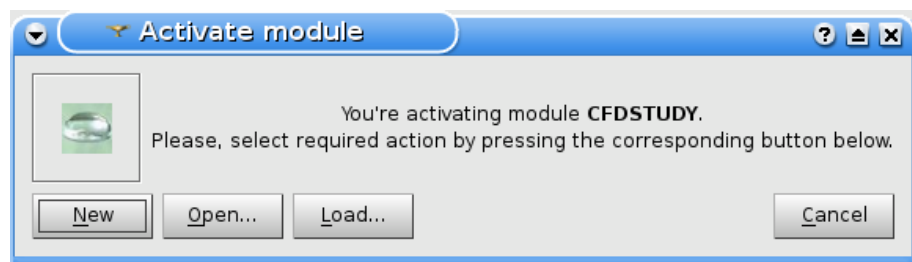 Activate module
You're activating module CFDSTUDY.
Please, select required action by pressing the corresponding button below.
New
Open...
Load...
Cancel